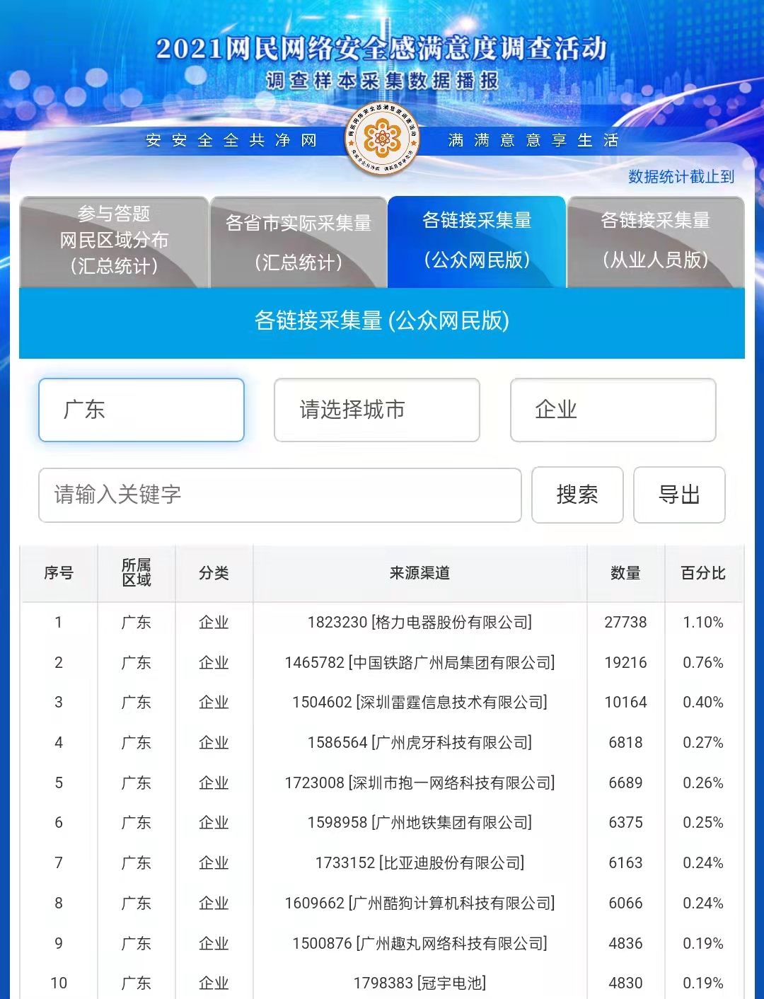 2021网民网络安全感满意度调查活动
调查样本采集数据播报
安安全全共净网 满满意意享生活
数据统计截止到
参与答题
网民区域分布
（汇总统计）
各省市实际采集量
（汇总统计）
各链接采集量
（公众网民版）
各链接采集量
（从业人员版）
各链接采集量 (公众网民版)
广东 请选择城市 企业
请输入关键字 搜索 导出
序号 所属区域 分类 来源渠道 数量 百分比
1 广东 企业 1823230 [格力电器股份有限公司] 27738 1.10%
2 广东 企业 1465782 [中国铁路广州局集团有限公司] 19216 0.76%
3 广东 企业 1504602 [深圳雷霆信息技术有限公司] 10164 0.40%
4 广东 企业 1586564 [广州虎牙科技有限公司] 6818 0.27%
5 广东 企业 1723008 [深圳市抱一网络科技有限公司] 6689 0.26%
6 广东 企业 1598958 [广州地铁集团有限公司] 6375 0.25%
7 广东 企业 1733152 [比亚迪股份有限公司] 6163 0.24%
8 广东 企业 1609662 [广州酷狗计算机科技有限公司] 6066 0.24%
9 广东 企业 1500876 [广州趣丸网络科技有限公司] 4836 0.19%
10 广东 企业 1798383 [冠宇电池] 4830 0.19%